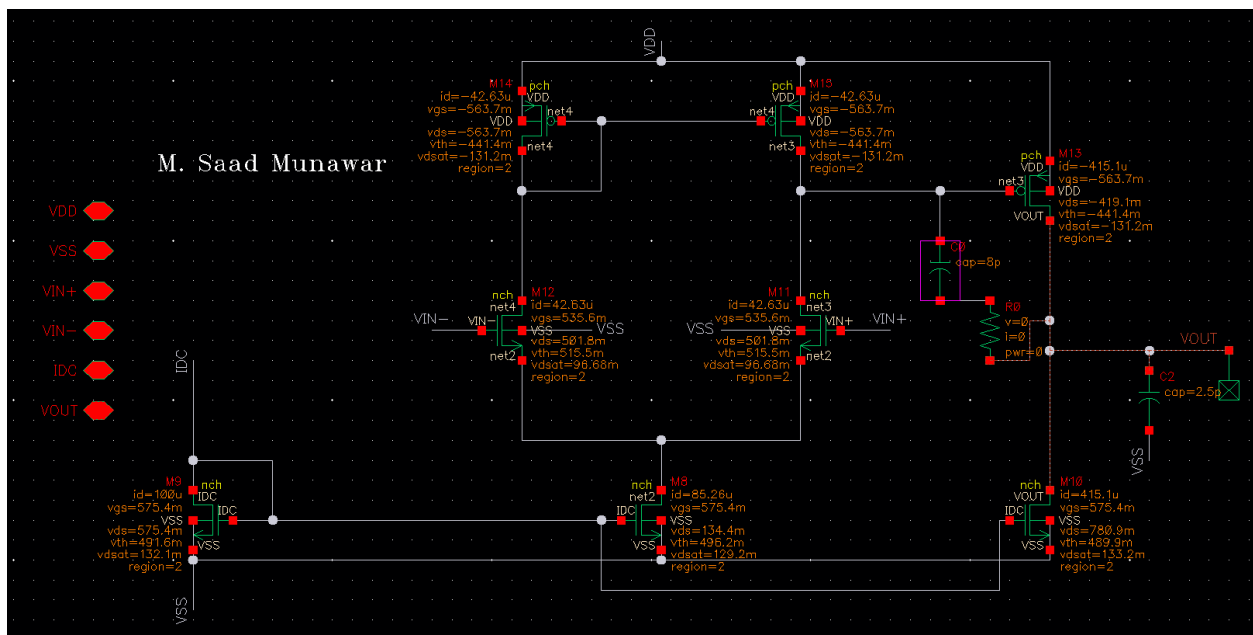 VDD
M14
pch
id=-42.63u
VDD
vgs=-563.7m
net4
VDD
vds=-563.7m
vth=-441.4m
net4
vdsat=-131.2m
region=2
M15
pch
id=-42.63u
VDD
vgs=-563.7m
net4
VDD
vds=-563.7m
vth=-441.4m
net3
vdsat=-131.2m
region=2
M. Saad Munawar
M13
pch
VDD
id=-415.1u
vgs=-563.7m
net3
VDD
vds=-419.1m
vth=-441.4m
VOUT
vdsat=-131.2m
region=2
VDD
VSS
VIN+
VIN-
IDC
VOUT
cap=8p
M12
nch
net4
id=42.63u
vgs=535.6m
VIN-
VIN-
VSS
VSS
vds=501.8m
vth=515.5m
net2
vdsat=96.68m
region=2
M11
nch
net3
id=42.63u
vgs=535.6m
VIN+
VIN+
VSS
VSS
vds=501.8m
vth=515.5m
net2
vdsat=96.68m
region=2
R0
v=0
i=0
pwr=0
VOUT
C2
cap=2.5p
VSS
IDC
M9
nch
id=100u
IDC
vgs=575.4m
IDC
VSS
vds=575.4m
vth=491.6m
VSS
vdsat=132.1m
region=2
VSS
M8
nch
net2
id=85.26u
vgs=575.4m
IDC
VSS
vds=134.4m
vth=496.2m
VSS
vdsat=129.2m
region=2
M10
nch
VOUT
id=415.1u
vgs=575.4m
IDC
VSS
vds=780.9m
vth=489.9m
VSS
vdsat=133.2m
region=2